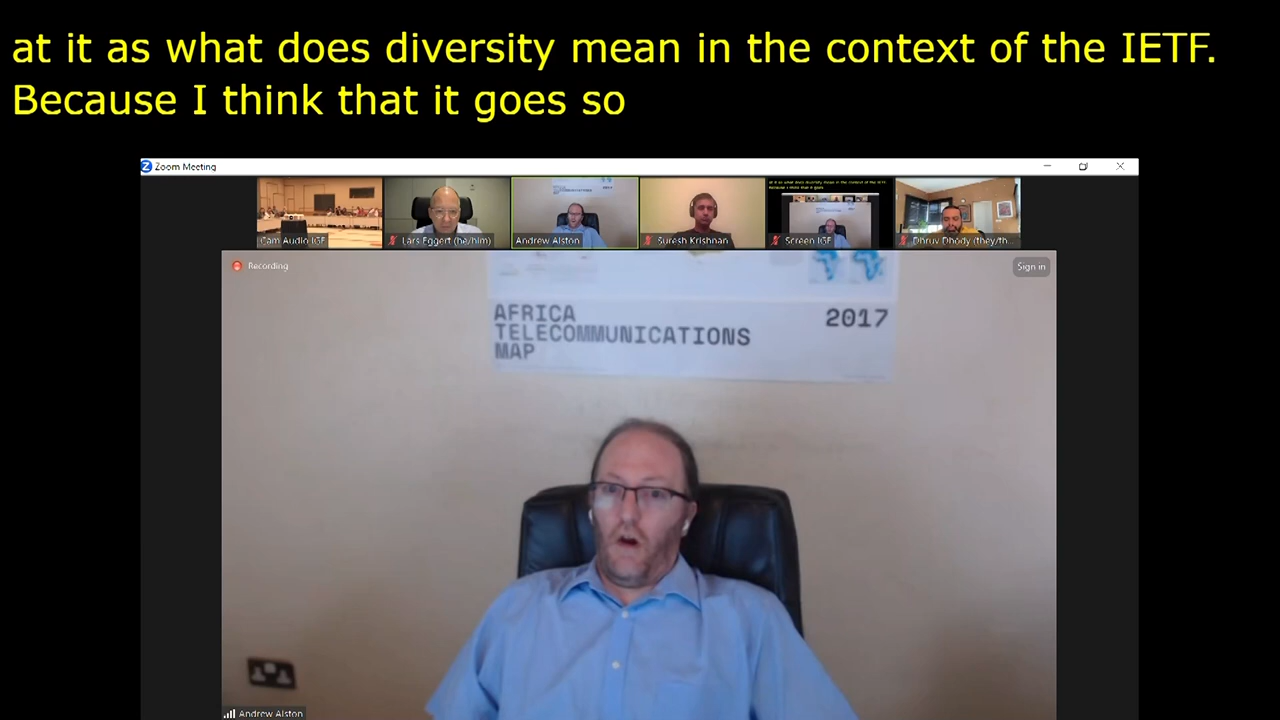 at it as what does diversity mean in the context of the IETF.
Because I think that it goes so
Zoom Meeting
Cam Audio IGF
Lars Eggert (he/him)
Andrew Alston
Suresh Krishnan
Screen IGF
Dhruv Dhody (they/th...
Recording
Sign in
AFRICA
TELECOMMUNICATIONS
MAP
2017
Andrew Alston